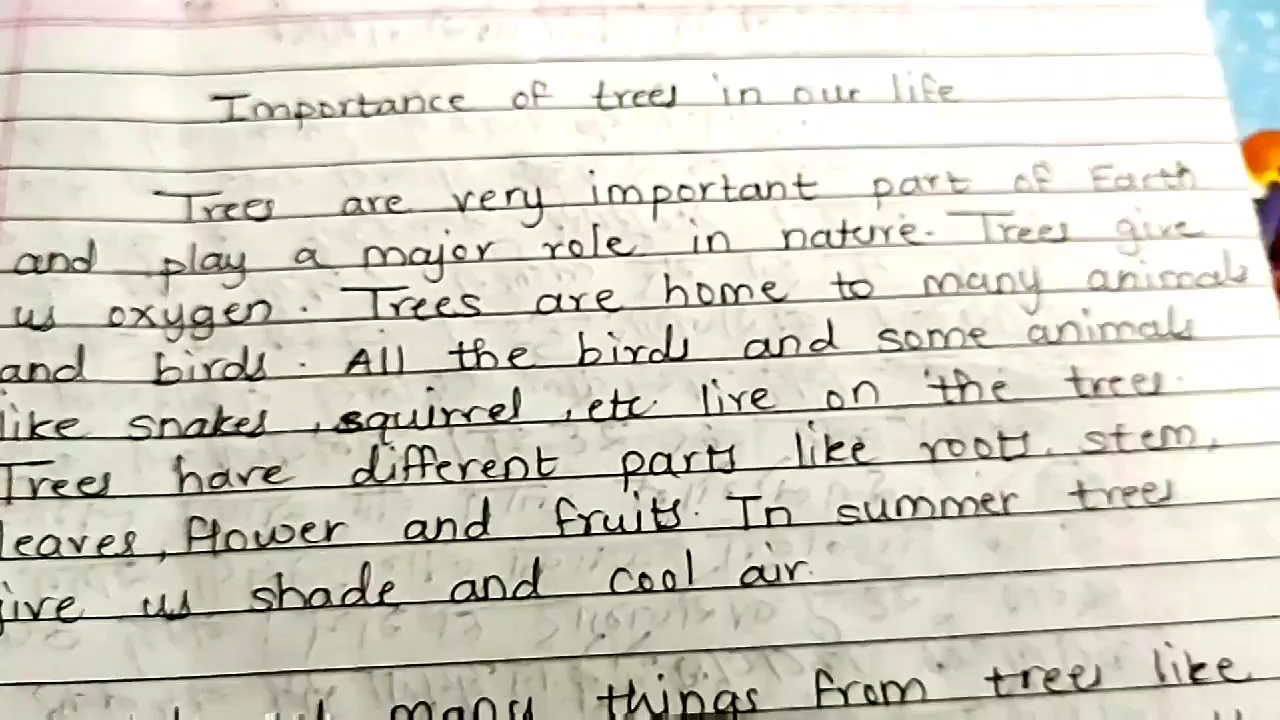 Importance of trees in our life
Trees are very important part of Earth
and play a major role in nature. Trees give
us oxygen. Trees are home to many animals
and birds. All the birds and some animals
like snakes, squirrel, etc live on the trees.
Trees have different parts like roots, stem,
leaves, flower and fruits. In summer trees
give us shade and cool air.
many things from trees like